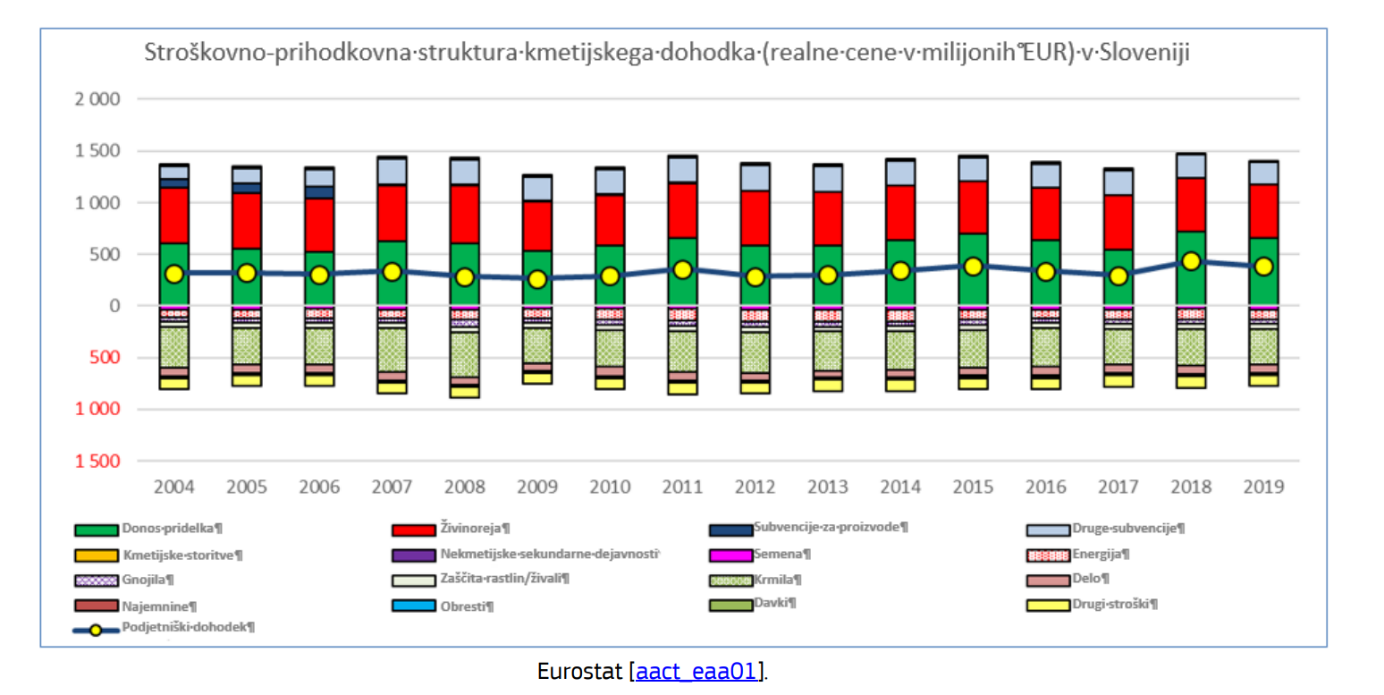 Stroškovno-prihodkovna·struktura·kmetijskega·dohodka·(realne·cene·v·milijonih°EUR)·v·Sloveniji
2 000
1 500
1 000
500
0
500
1 000
1 500
2004 2005 2006 2007 2008 2009 2010 2011 2012 2013 2014 2015 2016 2017 2018 2019
Donos·pridelka¶ Živinoreja¶ Subvencije·za·proizvode¶ Druge·subvencije¶
Kmetijske·storitve¶ Nekmetijske·sekundarne·dejavnosti Semena¶ Energija¶
Gnojila¶ Zaščita·rastlin/živali¶ Krmila¶ Delo¶
Najemnine¶ Obresti¶ Davki¶ Drugi·stroški¶
Podjetniški·dohodek¶
Eurostat [aact_eaa01].